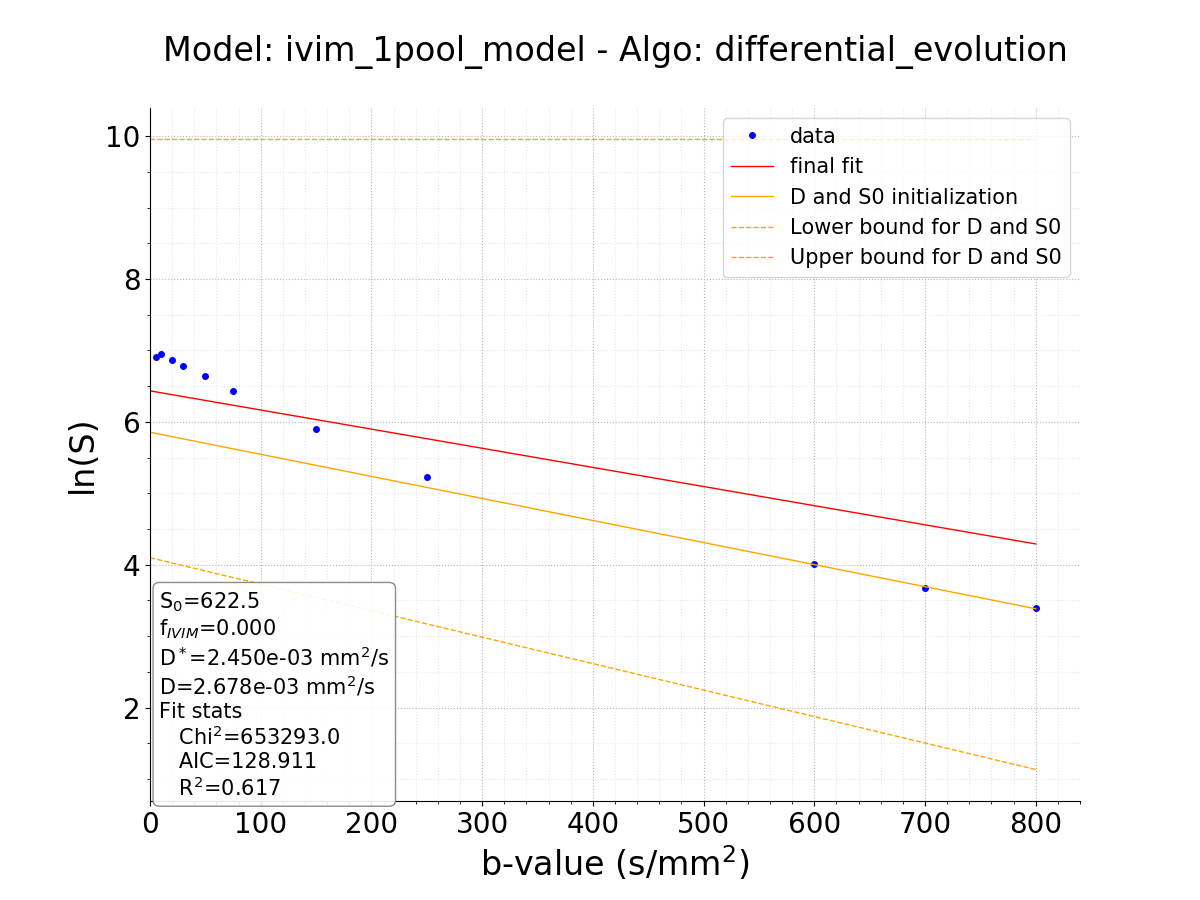 Model: ivim_1pool_model - Algo: differential_evolution
data
final fit
D and S0 initialization
Lower bound for D and S0
Upper bound for D and S0
10
8
6
4
2
ln(S)
S₀=622.5
f_IVIM=0.000
D*=2.450e-03 mm²/s
D=2.678e-03 mm²/s
Fit stats
Chi²=653293.0
AIC=128.911
R²=0.617
0 100 200 300 400 500 600 700 800
b-value (s/mm²)